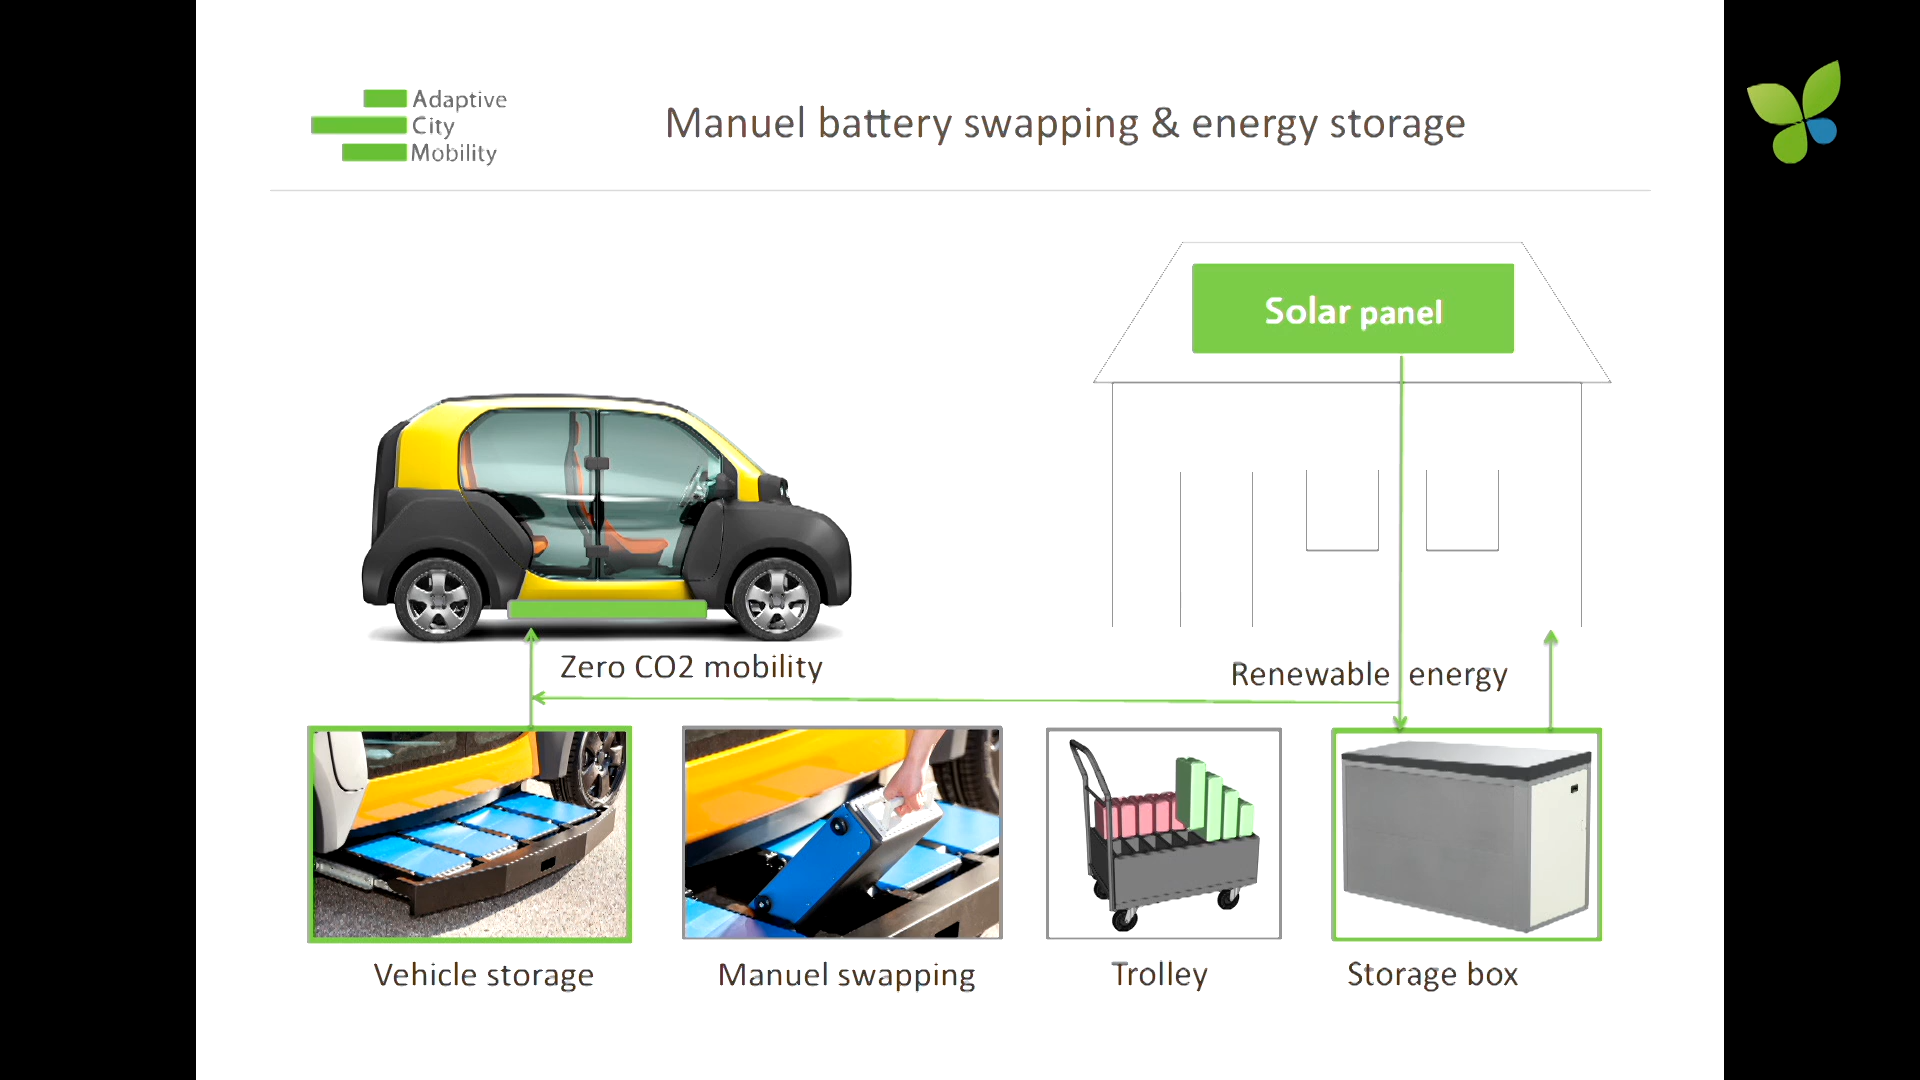 Adaptive
City
Mobility
Manuel battery swapping & energy storage
Solar panel
Zero CO2 mobility
Renewable energy
Vehicle storage
Manuel swapping
Trolley
Storage box